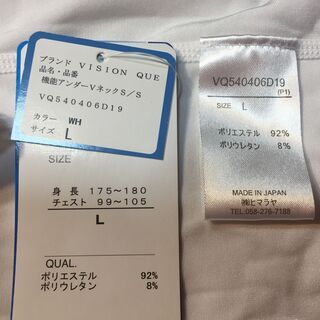 ブランド VISION QUE
品名・品番
機能アンダーVネックS/S
VQ540406D19
カラー WH
サイズ L
SIZE
身長 175～180
チェスト 99～105
L
QUAL.
ポリエステル 92%
ポリウレタン 8%
VQ540406D19
(P1)
SIZE L
ポリエステル 92%
ポリウレタン 8%
MADE IN JAPAN
㈱ヒマラヤ
TEL:058-276-7188